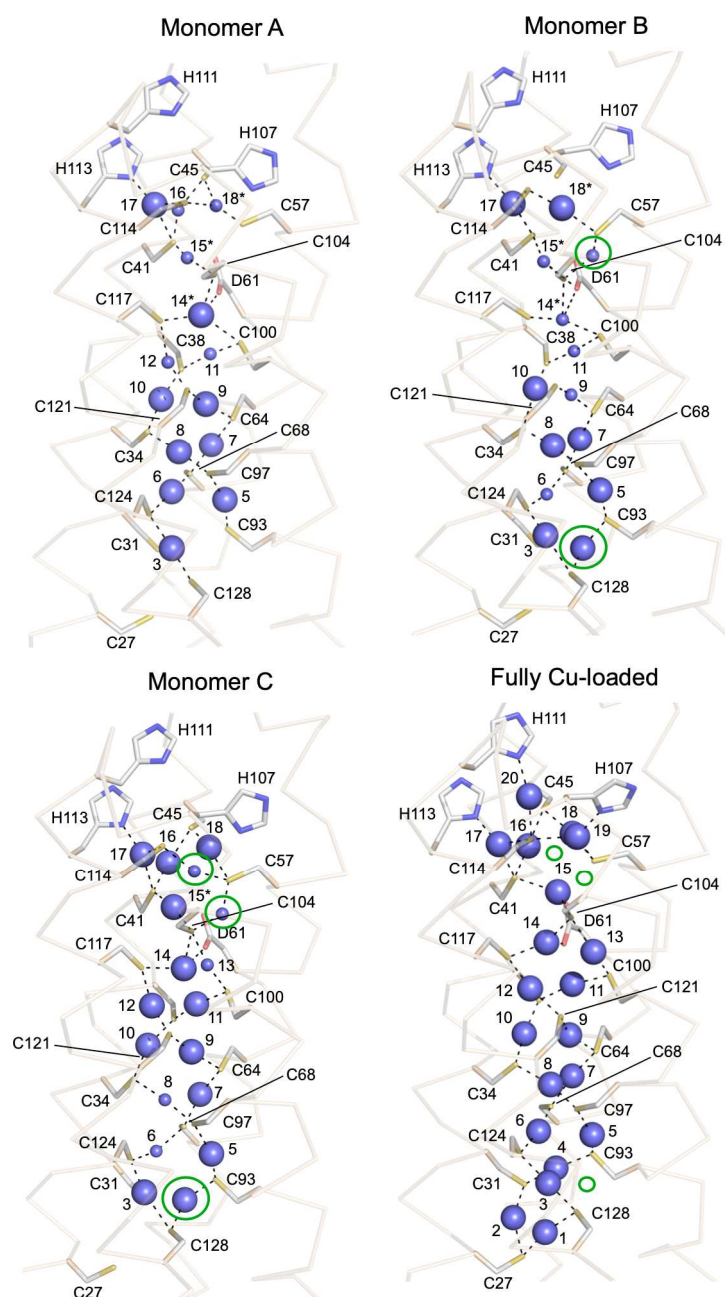 Monomer A
Monomer B
H111
H107
H113
C45
17
16
18*
C114
C57
C41
15*
C104
D61
C117
14*
C100
C38
12
11
10
9
C121
C64
8
7
C34
C68
6
C97
C124
5
C31
C93
3
C128
C27
H111
H107
H113
C45
17
18*
C114
C57
C41
15*
C104
D61
C117
14*
C100
C38
11
10
9
C121
C64
8
7
C34
C68
C97
6
C124
5
C31
C93
3
C128
C27
Monomer C
Fully Cu-loaded
H111
H107
H113
C45
18
16
17
C114
C57
15*
C41
C104
D61
C117
14
13
C100
12
11
10
9
C121
C64
8
7
C34
C68
C97
6
C124
5
C31
C93
3
C128
C27
H111
20
C45
H107
H113
18
16
17
19
C57
C114
15
C41
C104
D61
14
13
C117
C100
12
11
C121
10
9
C64
8
7
C34
C68
6
C97
5
C124
4
C93
C31
3
C128
2
1
C27